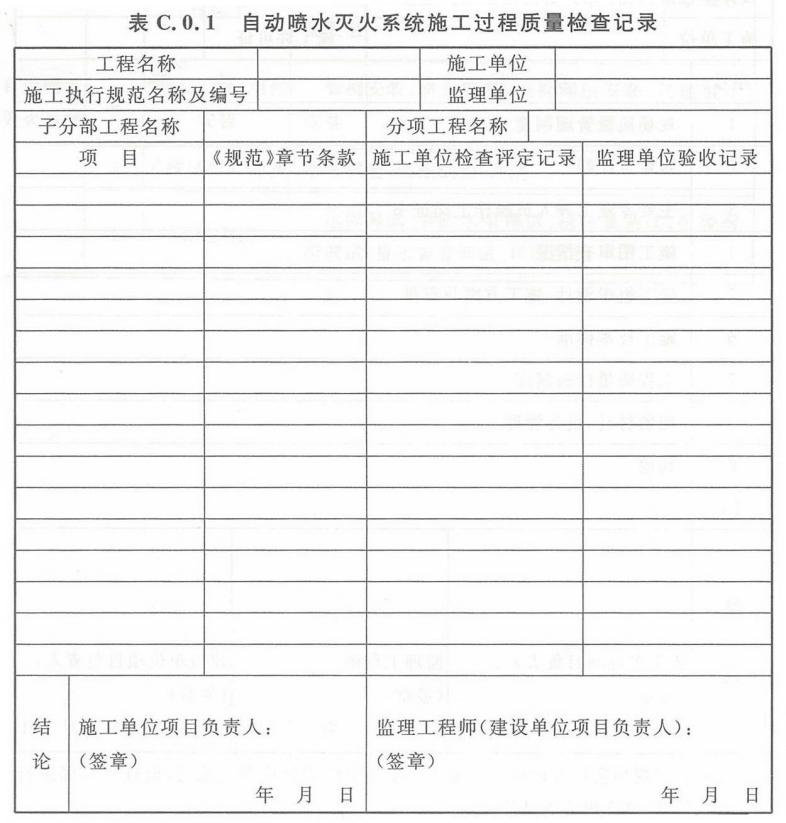 表 C.0.1 自动喷水灭火系统施工过程质量检查记录
工程名称 施工单位
施工执行规范名称及编号 监理单位
子分部工程名称 分项工程名称
项 目 《规范》章节条款 施工单位检查评定记录 监理单位验收记录
结论
施工单位项目负责人：
（签章）
年 月 日
监理工程师（建设单位项目负责人）：
（签章）
年 月 日